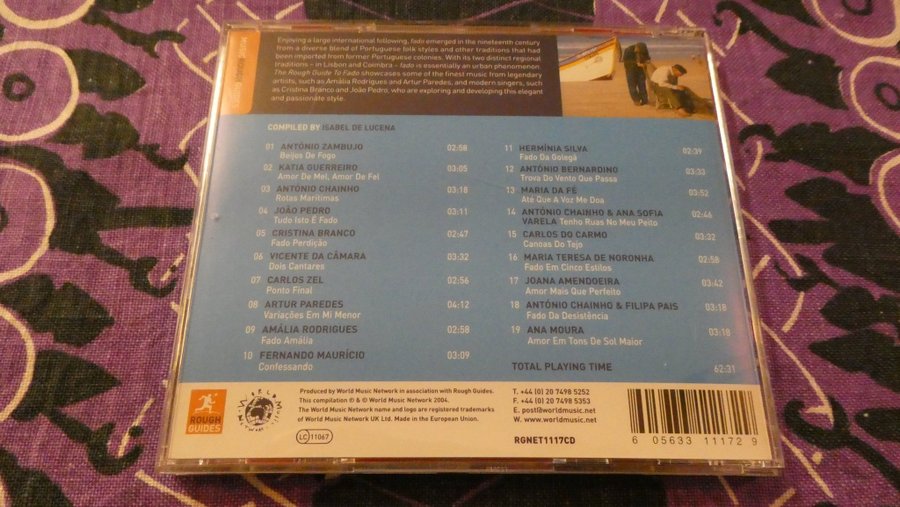 Enjoying a large international following, fado emerged in the nineteenth century
from a diverse blend of Portuguese folk styles and other traditions that had
been imported from former Portuguese colonies. With its two distinct regional
traditions – in Lisbon and Coimbra – fado is essentially an urban phenomenon.
The Rough Guide To Fado showcases some of the finest music from legendary
artists, such as Amália Rodrigues and Artur Paredes, and modern singers, such
as Cristina Branco and João Pedro, who are exploring and developing this elegant
and passionate style.
COMPILED BY ISABEL DE LUCENA
01 ANTÓNIO ZAMBUJO 02:58
Beijos De Fogo
02 KATIA GUERREIRO 03:05
Amor De Mel, Amor De Fel
03 ANTÓNIO CHAINHO 03:18
Rolas Marítimas
04 JOÃO PEDRO 03:11
Tudo Isto É Fado
05 CRISTINA BRANCO 02:47
Fado Perdição
06 VICENTE DA CÂMARA 03:32
Dois Cantares
07 CARLOS ZEL 02:56
Ponto Final
08 ARTUR PAREDES 04:12
Variações Em Mi Menor
09 AMÁLIA RODRIGUES 02:58
Fado Amália
10 FERNANDO MAURÍCIO 03:09
Confessando
11 HERMÍNIA SILVA 02:39
Fado Da Golegã
12 ANTÓNIO BERNARDINO 03:33
Trova Do Vento Que Passa
13 MARIA DA FÉ 03:52
Até Que A Voz Me Doa
14 ANTÓNIO CHAINHO & ANA SOFIA
VARELA Tenho Ruas No Meu Peito 02:46
15 CARLOS DO CARMO 03:32
Canoas Do Tejo
16 MARIA TERESA DE NORONHA 02:58
Fado Em Cinco Estilos
17 JOANA AMENDOEIRA 03:42
Amor Mais Que Perfeito
18 ANTÓNIO CHAINHO & FILIPA PAIS 03:18
Fado Da Desistência
19 ANA MOURA 03:18
Amor Em Tons De Sol Maior
TOTAL PLAYING TIME 62:31
ROUGH
GUIDES
Produced by World Music Network in association with Rough Guides.
This compilation ℗ & © World Music Network 2004.
The World Music Network name and logo are registered trademarks
of World Music Network UK Ltd. Made in the European Union.
LC 11067
T. +44 (0) 20 7498 5252
F. +44 (0) 20 7498 5353
E. post@worldmusic.net
W. www.worldmusic.net
RGNET1117CD
6 05633 11172 9